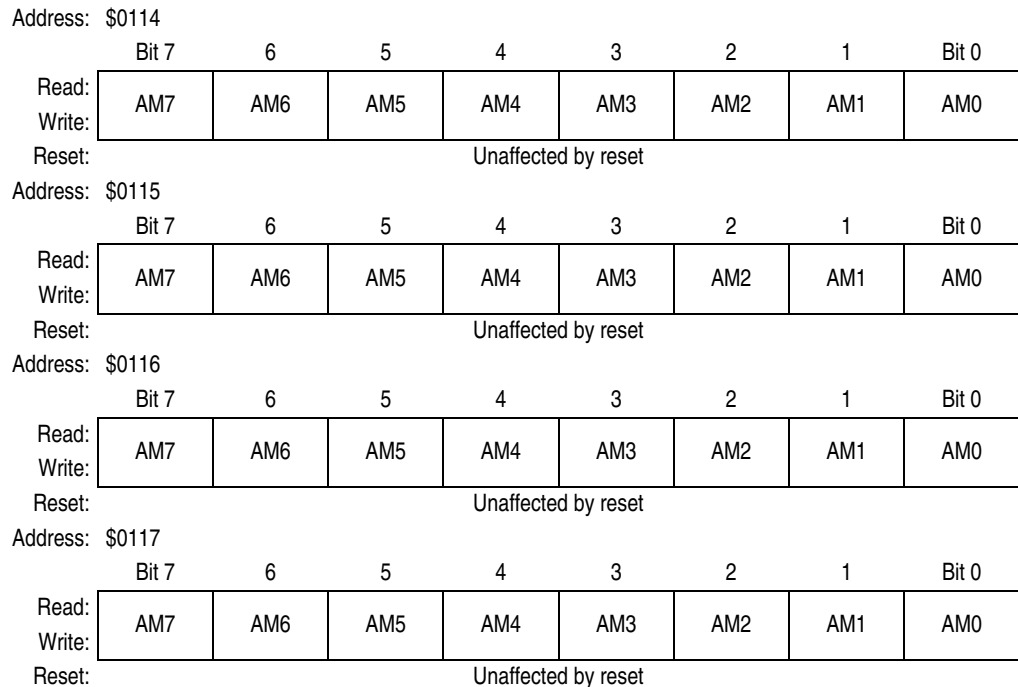 Address: $0114
Bit 7 6 5 4 3 2 1 Bit 0
Read:
AM7 AM6 AM5 AM4 AM3 AM2 AM1 AM0
Write:
Reset: Unaffected by reset
Address: $0115
Bit 7 6 5 4 3 2 1 Bit 0
Read:
AM7 AM6 AM5 AM4 AM3 AM2 AM1 AM0
Write:
Reset: Unaffected by reset
Address: $0116
Bit 7 6 5 4 3 2 1 Bit 0
Read:
AM7 AM6 AM5 AM4 AM3 AM2 AM1 AM0
Write:
Reset: Unaffected by reset
Address: $0117
Bit 7 6 5 4 3 2 1 Bit 0
Read:
AM7 AM6 AM5 AM4 AM3 AM2 AM1 AM0
Write:
Reset: Unaffected by reset